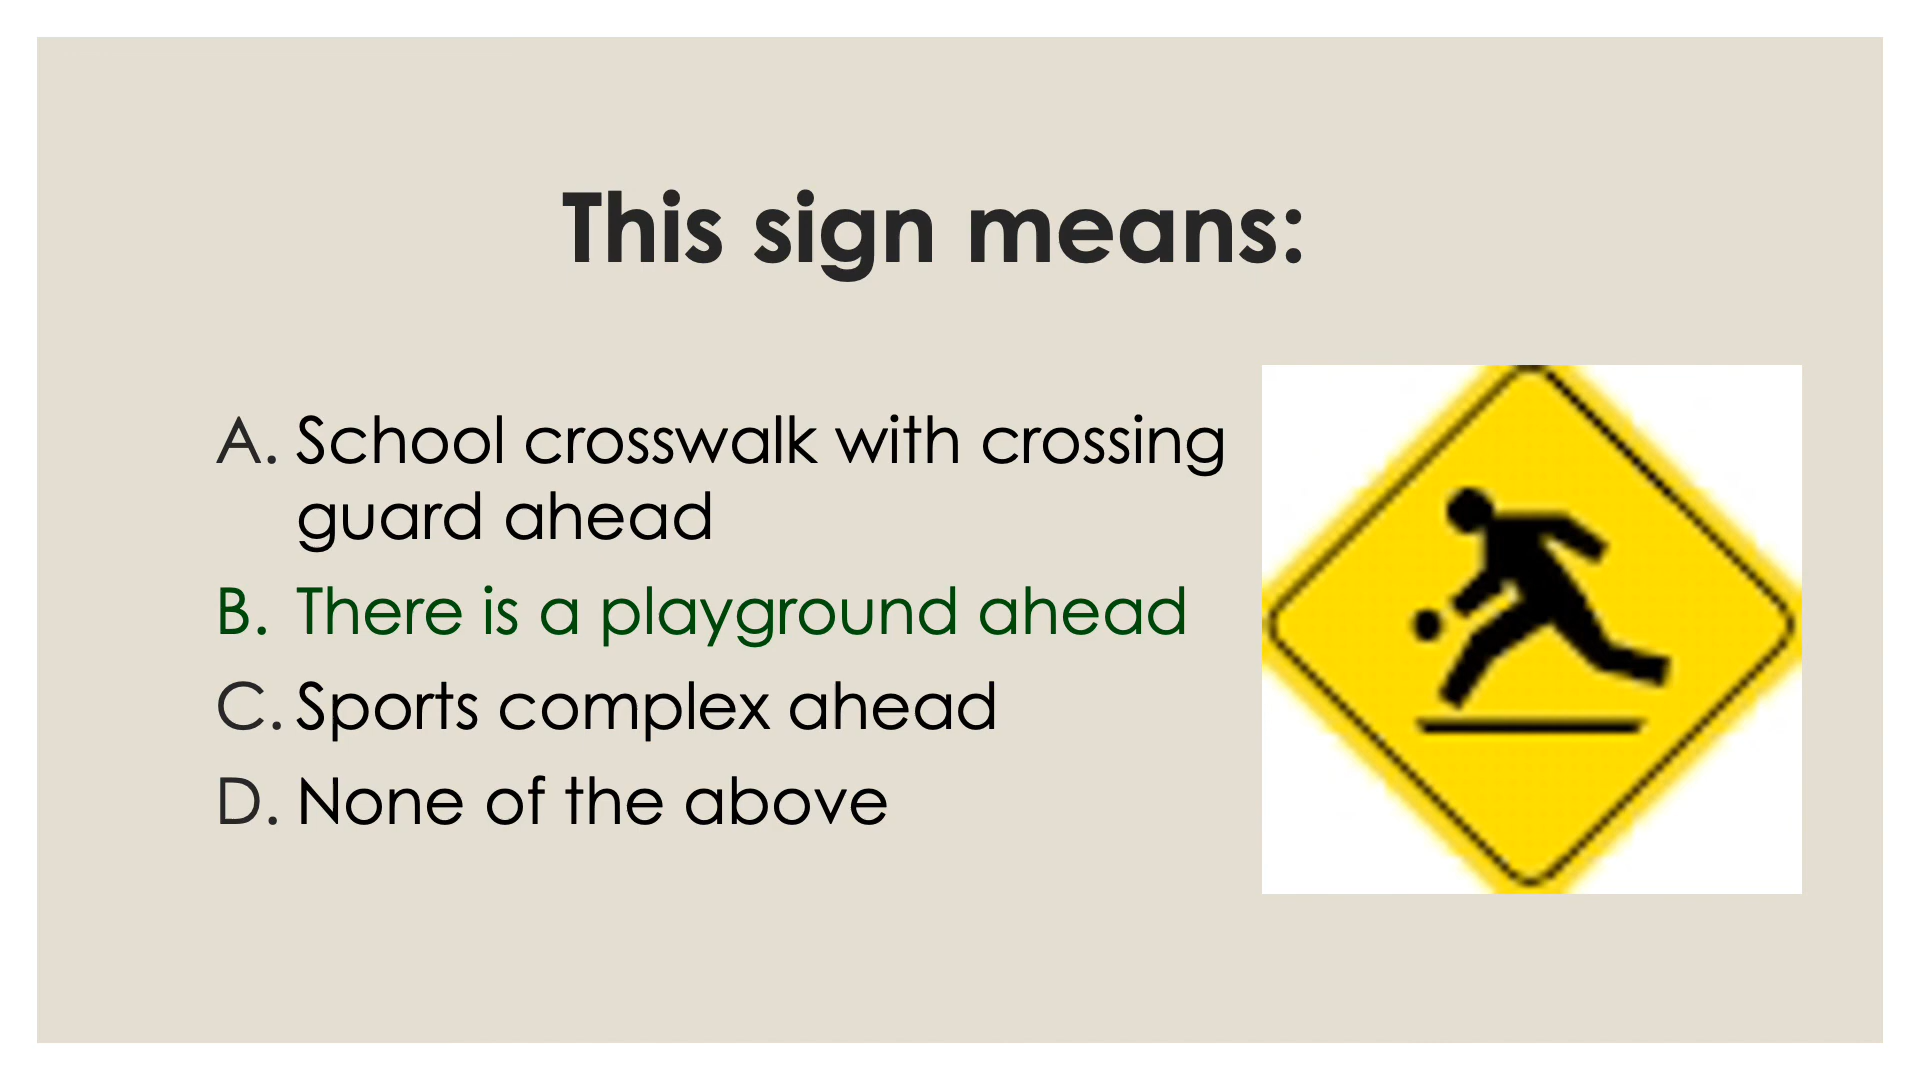 This sign means:
A. School crosswalk with crossing
guard ahead
B. There is a playground ahead
C. Sports complex ahead
D. None of the above